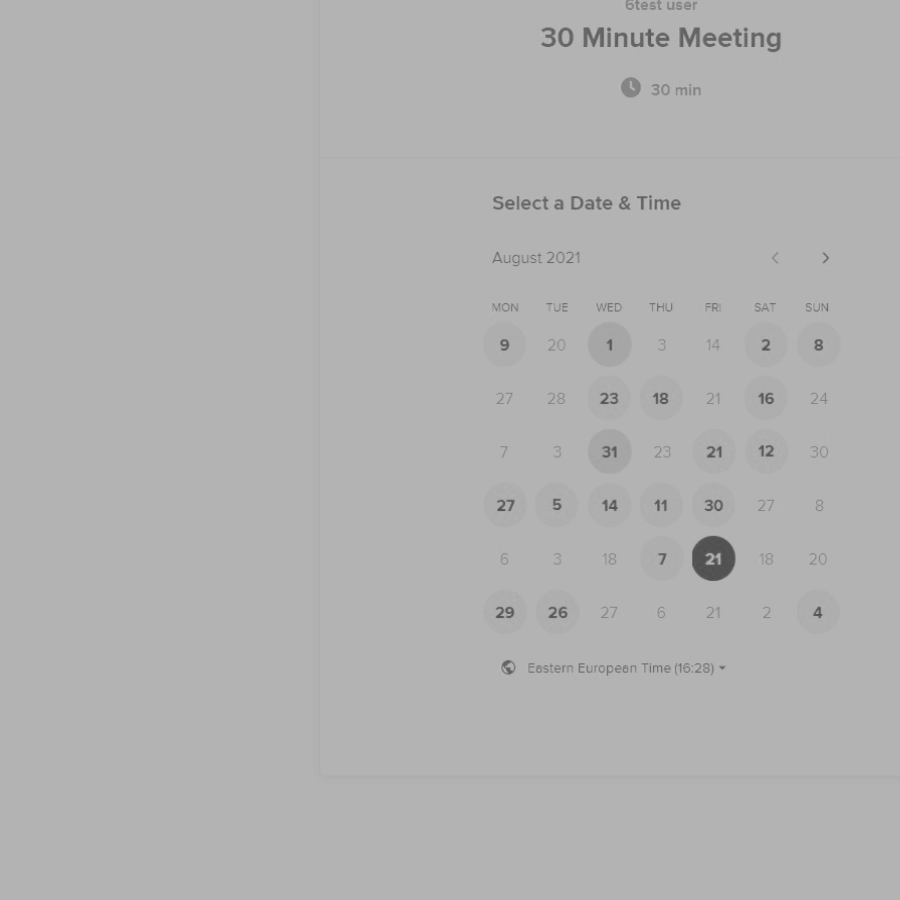 6test user
30 Minute Meeting
30 min
Select a Date & Time
August 2021
MON TUE WED THU FRI SAT SUN
9 20 1 3 14 2 8
27 28 23 18 21 16 24
7 3 31 23 21 12 30
27 5 14 11 30 27 8
6 3 18 7 21 18 20
29 26 27 6 21 2 4
Eastern European Time (16:28)